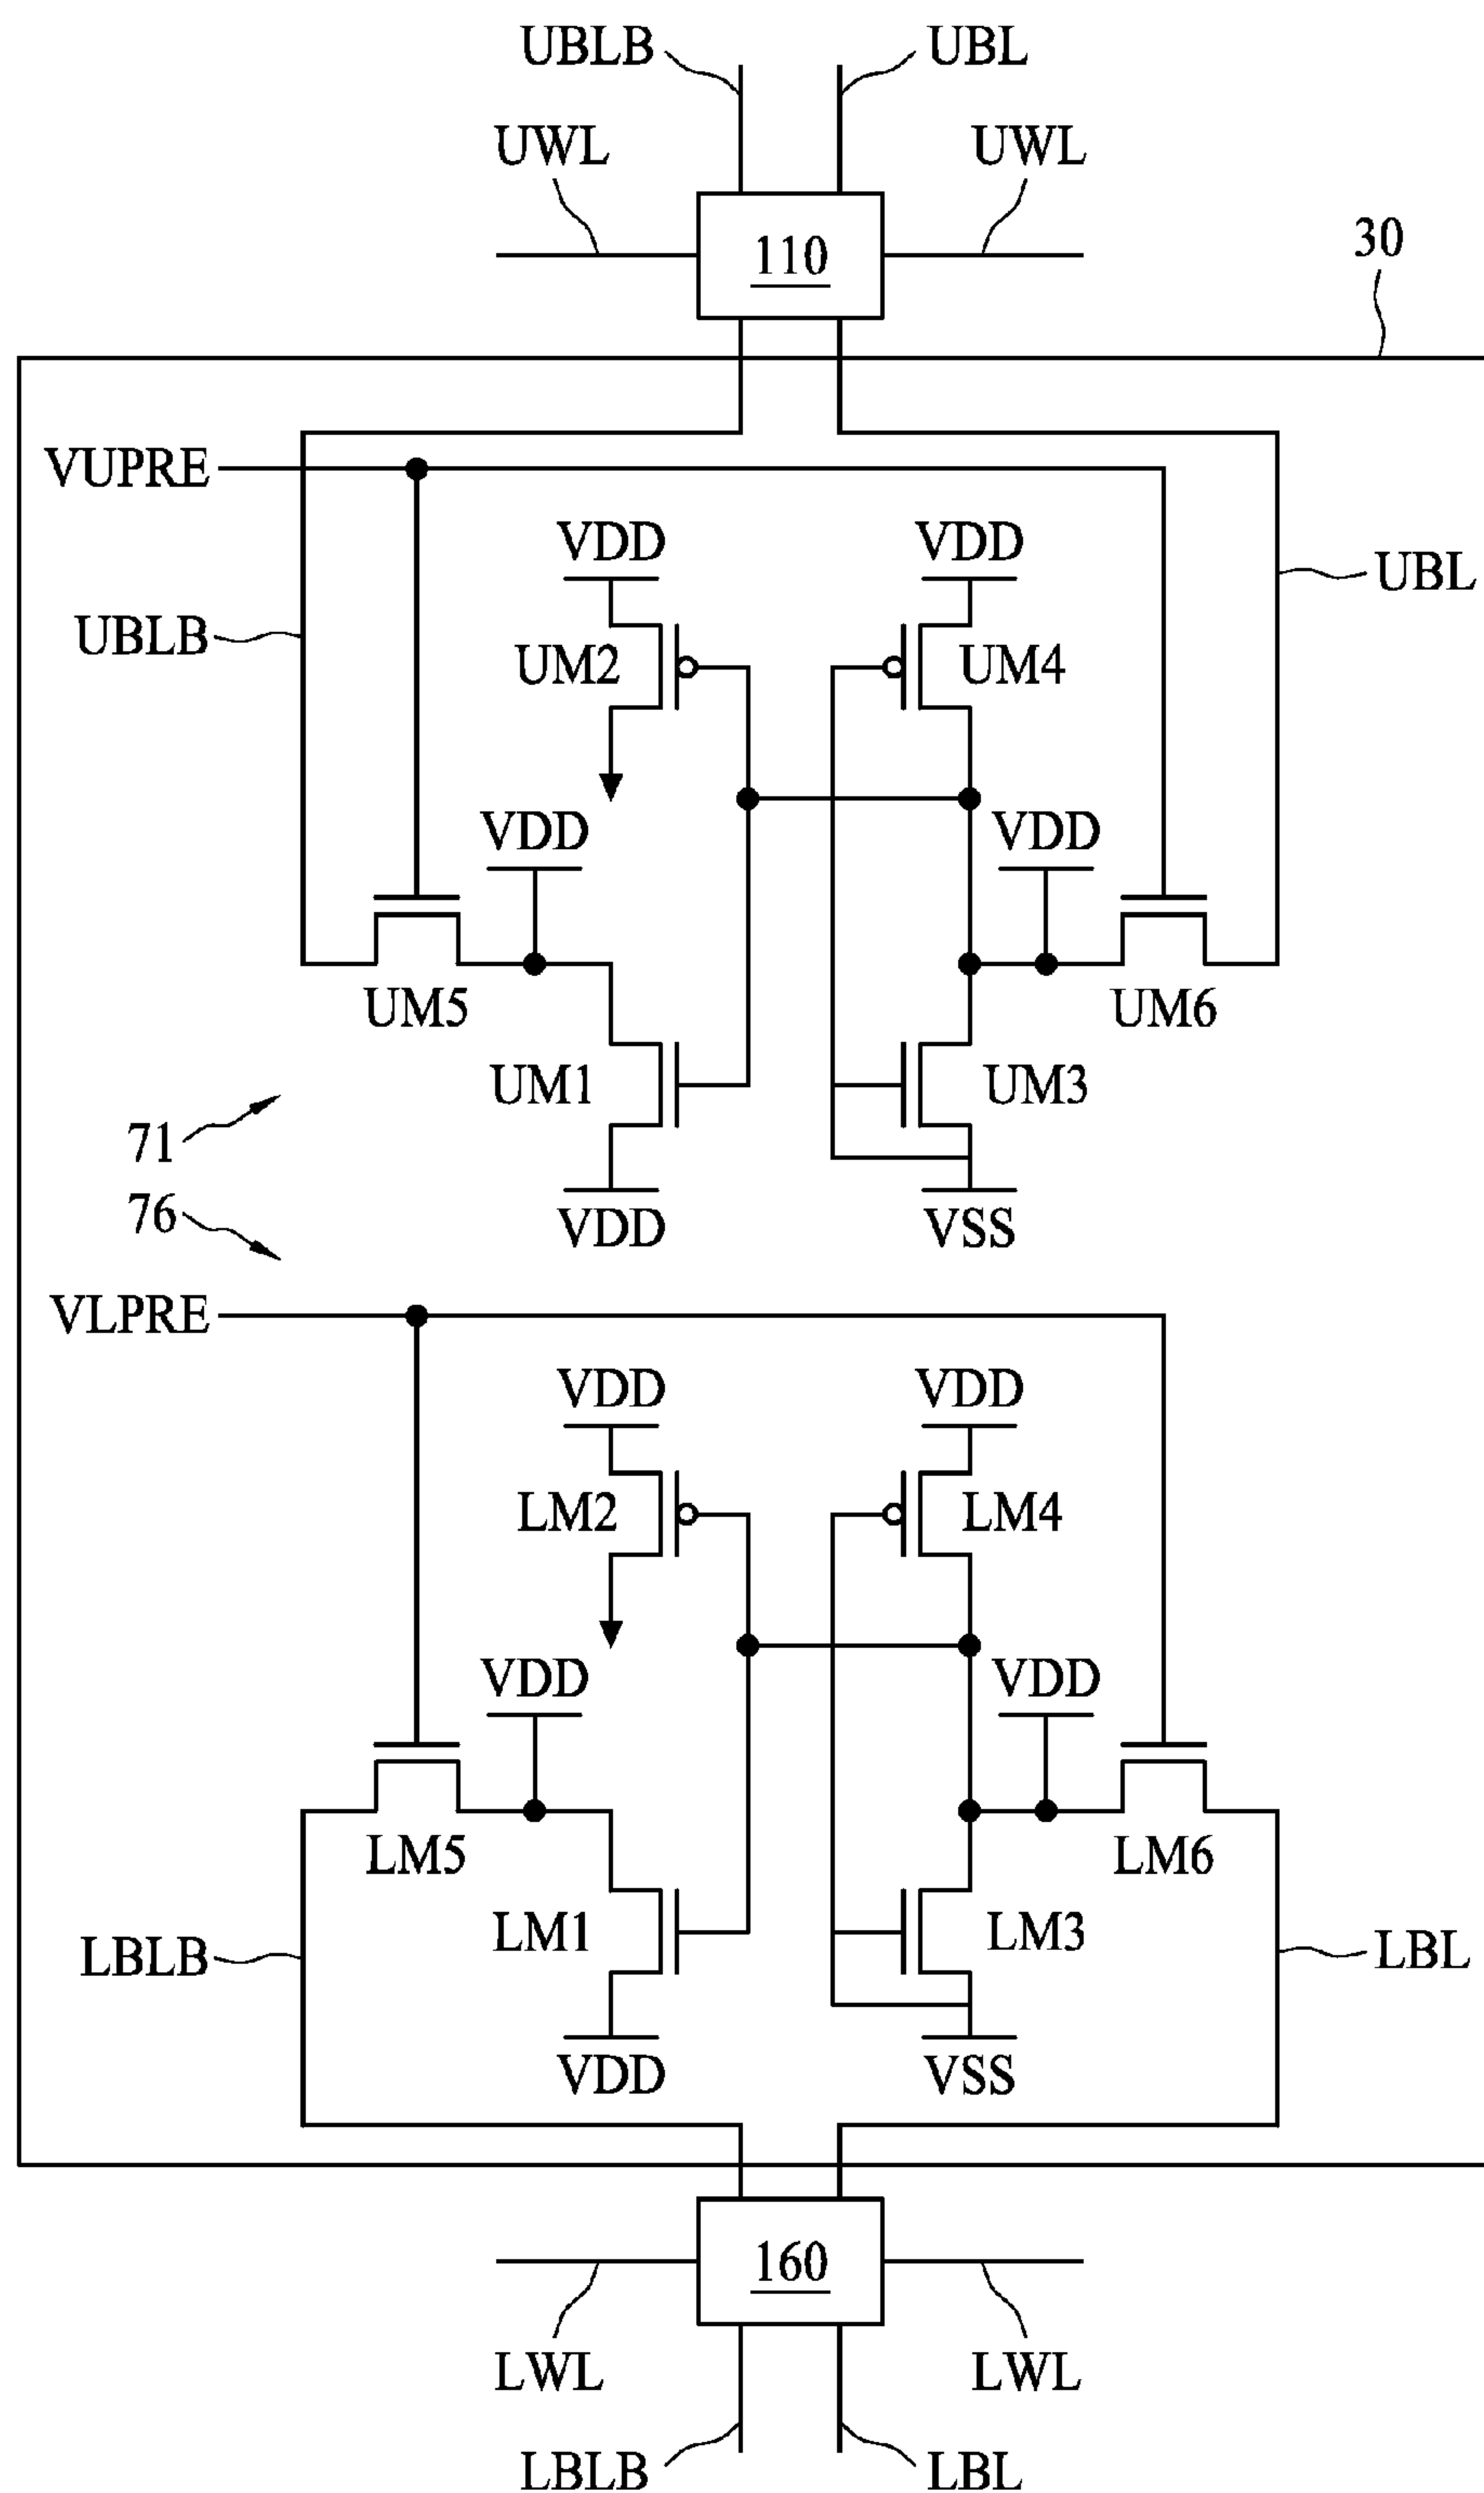 UBLB UBL
UWL UWL
110
30
VUPRE
VDD VDD
UBL
UBLB
UM2 UM4
VDD VDD
UM5 UM6
UM1 UM3
71
76
VDD VSS
VLPRE
VDD VDD
LM2 LM4
VDD VDD
LM5 LM6
LM1 LM3
LBLB LBL
VDD VSS
160
LWL LWL
LBLB LBL